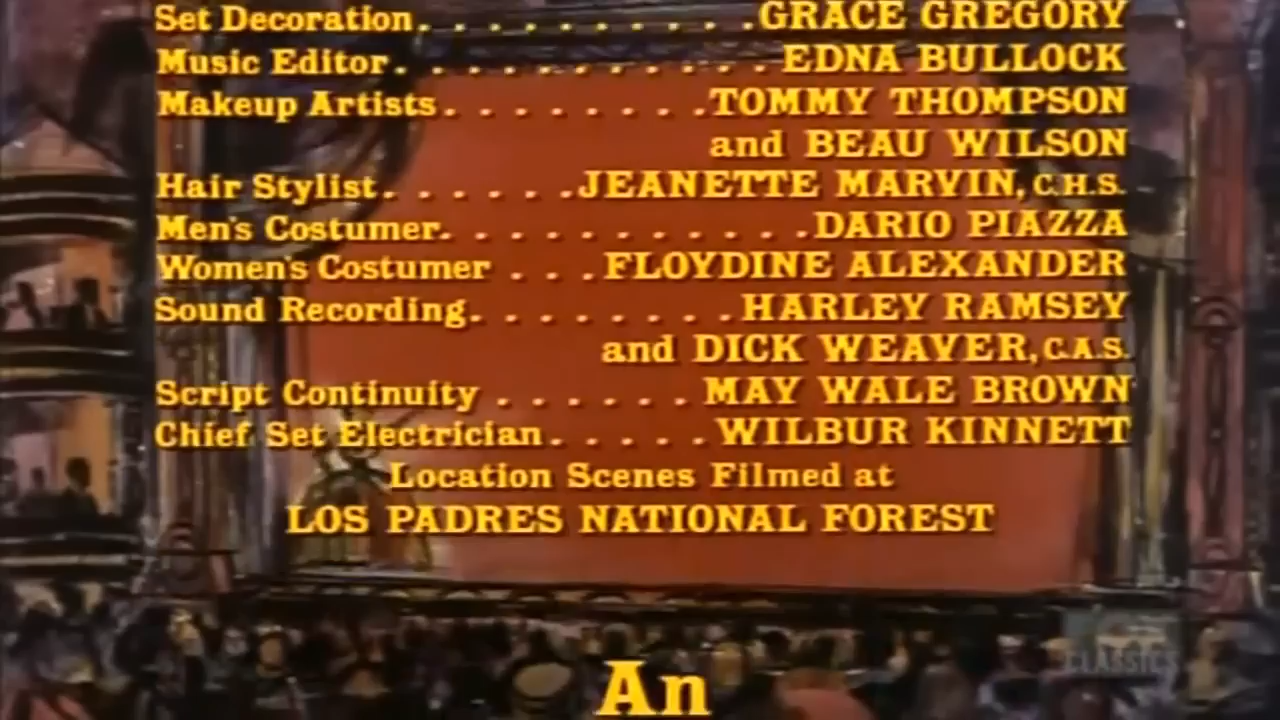 Set Decoration. . . . . . . . . . .GRACE GREGORY
Music Editor. . . . . . . . . . . . EDNA BULLOCK
Makeup Artists. . . . . . . . .TOMMY THOMPSON
and BEAU WILSON
Hair Stylist. . . . . . .JEANETTE MARVIN, C.H.S.
Men's Costumer. . . . . . . . . . . .DARIO PIAZZA
Women's Costumer . . .FLOYDINE ALEXANDER
Sound Recording. . . . . . . . .HARLEY RAMSEY
and DICK WEAVER, C.A.S.
Script Continuity . . . . . . MAY WALE BROWN
Chief Set Electrician. . . . . WILBUR KINNETT
Location Scenes Filmed at
LOS PADRES NATIONAL FOREST
CLASSICS
An